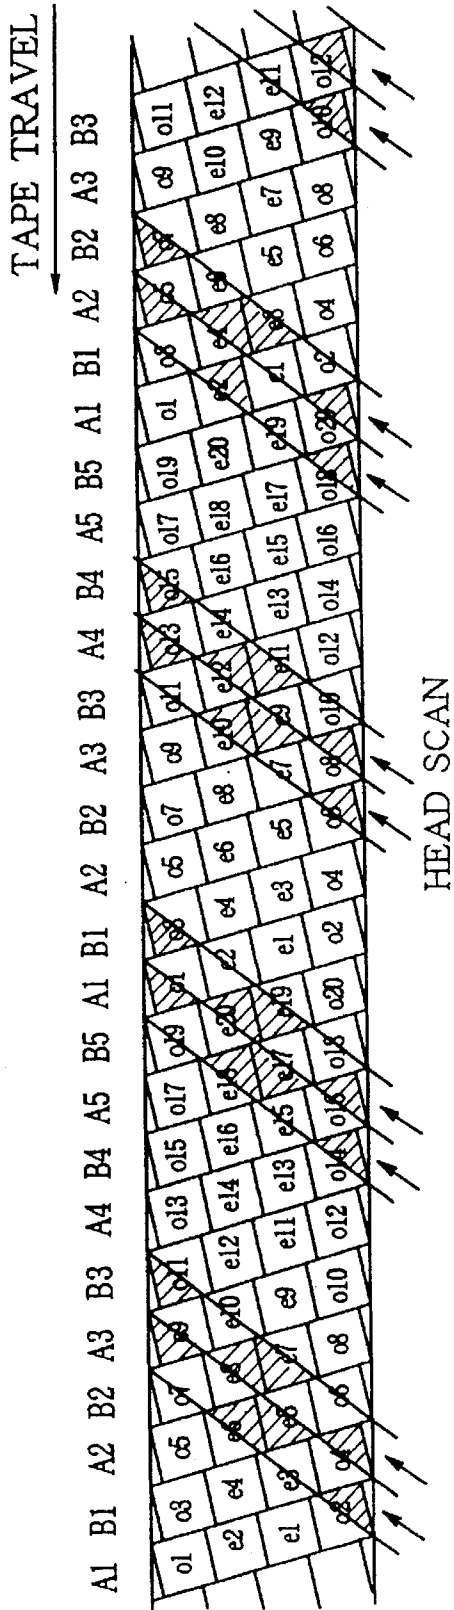 TAPE TRAVEL
A1 B1 A2 B2 A3 B3 A4 B4 A5 B5 A1 B1 A2 B2 A3 B3 A4 B4 A5 B5 A1 B1 A2 B2 A3 B3
o1 o3 o5 o7 o9 o11 o13 o15 o17 o19 o1 o3 o5 o7 o9 o11 o13 o15 o17 o19 o1 o3 o5 o7 o9 o11
e2 e4 e6 e8 e10 e12 e14 e16 e18 e20 e2 e4 e6 e8 e10 e12 e14 e16 e18 e20 e2 e4 e6 e8 e10 e12
e1 e3 e5 e7 e9 e11 e13 e15 e17 e19 e1 e3 e5 e7 e9 e11 e13 e15 e17 e19 e1 e3 e5 e7 e9 e11
o2 o4 o6 o8 o10 o12 o14 o16 o18 o20 o2 o4 o6 o8 o10 o12 o14 o16 o18 o20 o2 o4 o6 o8 o10 o12
HEAD SCAN